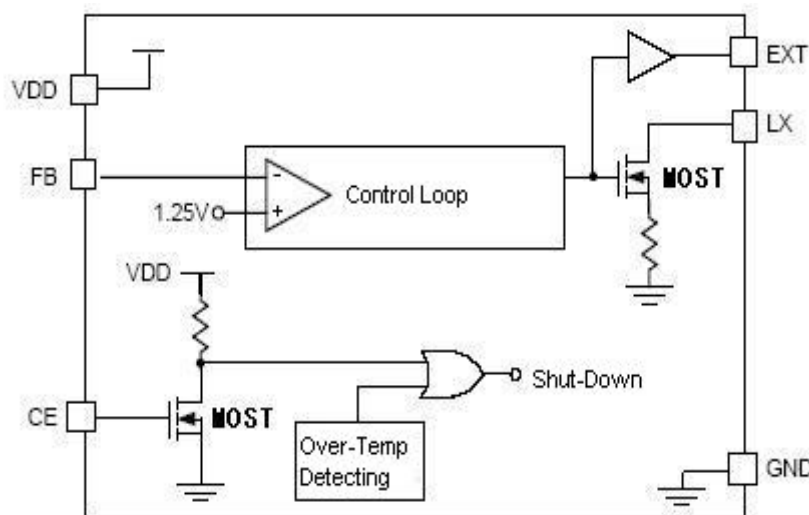 EXT
VDD
LX
FB
MOST
Control Loop
1.25V
VDD
Shut-Down
CE
MOST
Over-Temp
Detecting
GND